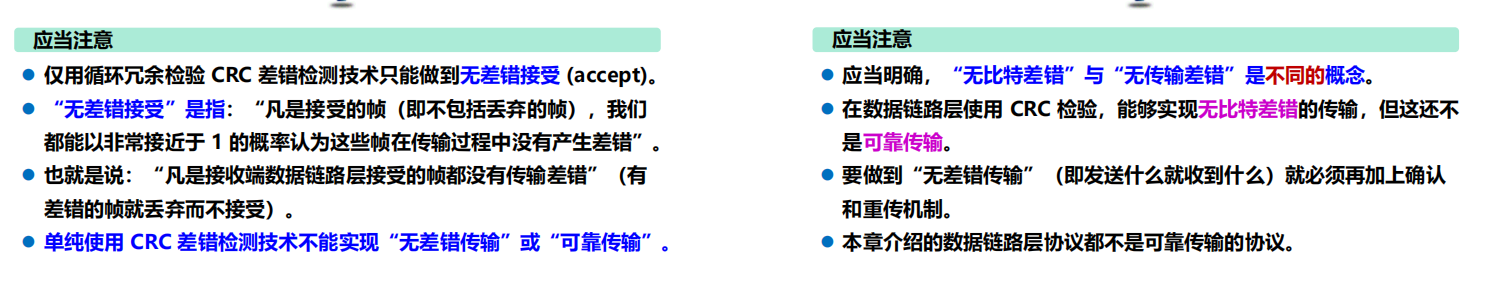 应当注意
仅用循环冗余检验 CRC 差错检测技术只能做到无差错接受 (accept)。
“无差错接受”是指：“凡是接受的帧（即不包括丢弃的帧），我们
都能以非常接近于 1 的概率认为这些帧在传输过程中没有产生差错”。
也就是说：“凡是接收端数据链路层接受的帧都没有传输差错”（有
差错的帧就丢弃而不接受）。
单纯使用 CRC 差错检测技术不能实现“无差错传输”或“可靠传输”。
应当注意
应当明确，“无比特差错”与“无传输差错”是不同的概念。
在数据链路层使用 CRC 检验，能够实现无比特差错的传输，但这还不
是可靠传输。
要做到“无差错传输”（即发送什么就收到什么）就必须再加上确认
和重传机制。
本章介绍的数据链路层协议都不是可靠传输的协议。